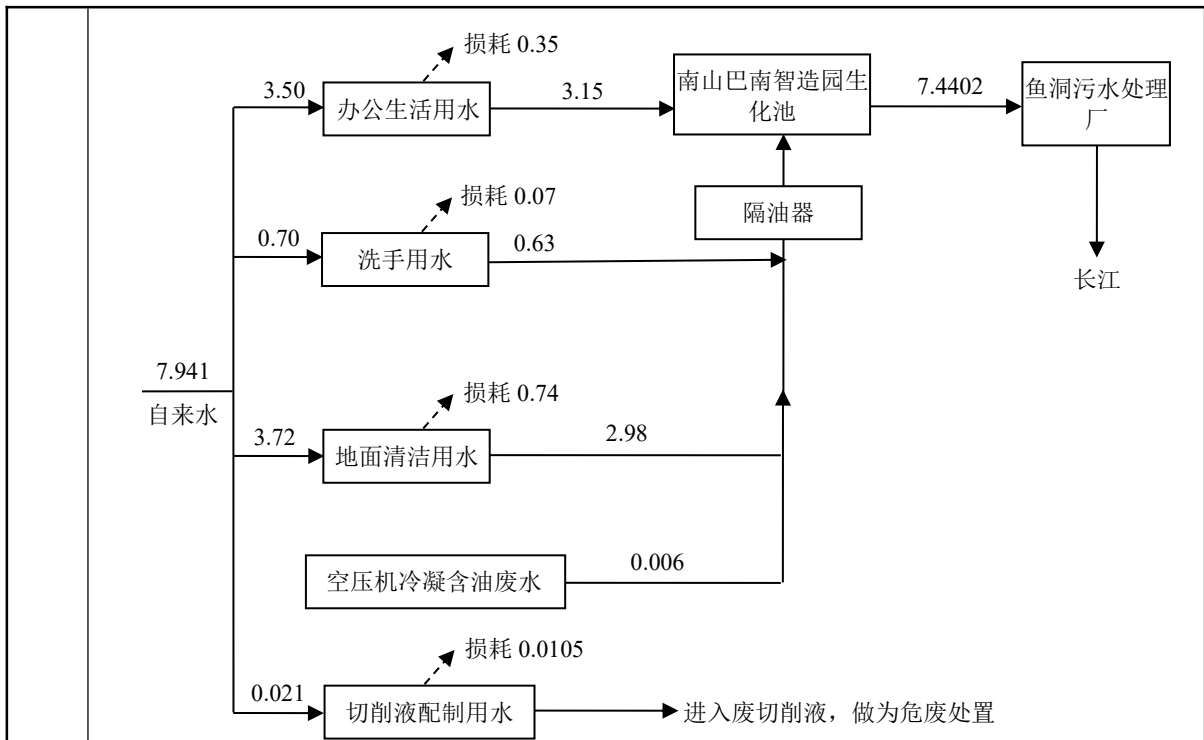 损耗 0.35
3.50
办公生活用水
3.15
南山巴南智造园生
化池
7.4402
鱼洞污水处理
厂
损耗 0.07
隔油器
0.70
洗手用水
0.63
长江
7.941
自来水
损耗 0.74
3.72
地面清洁用水
2.98
空压机冷凝含油废水
0.006
损耗 0.0105
0.021
切削液配制用水
进入废切削液，做为危废处置